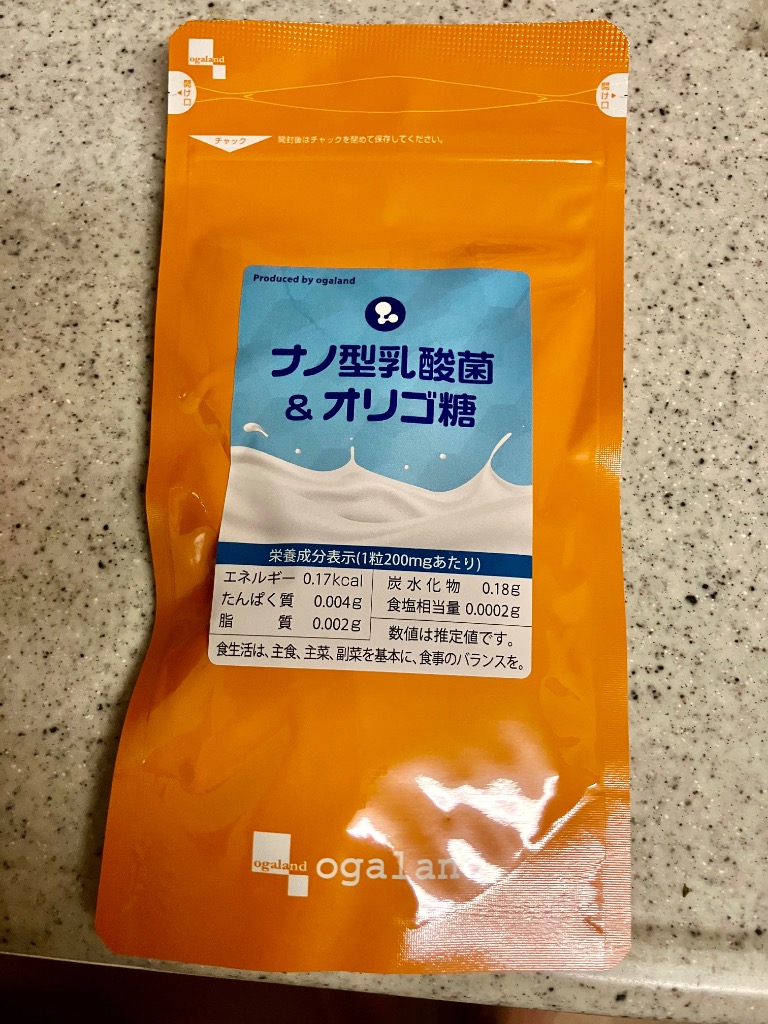 ogaland
開け口
開け口
チャック
開封後はチャックを閉めて保存してください。
Produced by ogaland
ナノ型乳酸菌
&オリゴ糖
栄養成分表示(1粒200mgあたり)
エネルギー 0.17kcal
たんぱく質 0.004g
脂 質 0.002g
炭水化物 0.18g
食塩相当量 0.0002g
数値は推定値です。
食生活は、主食、主菜、副菜を基本に、食事のバランスを。
ogaland
ogalan